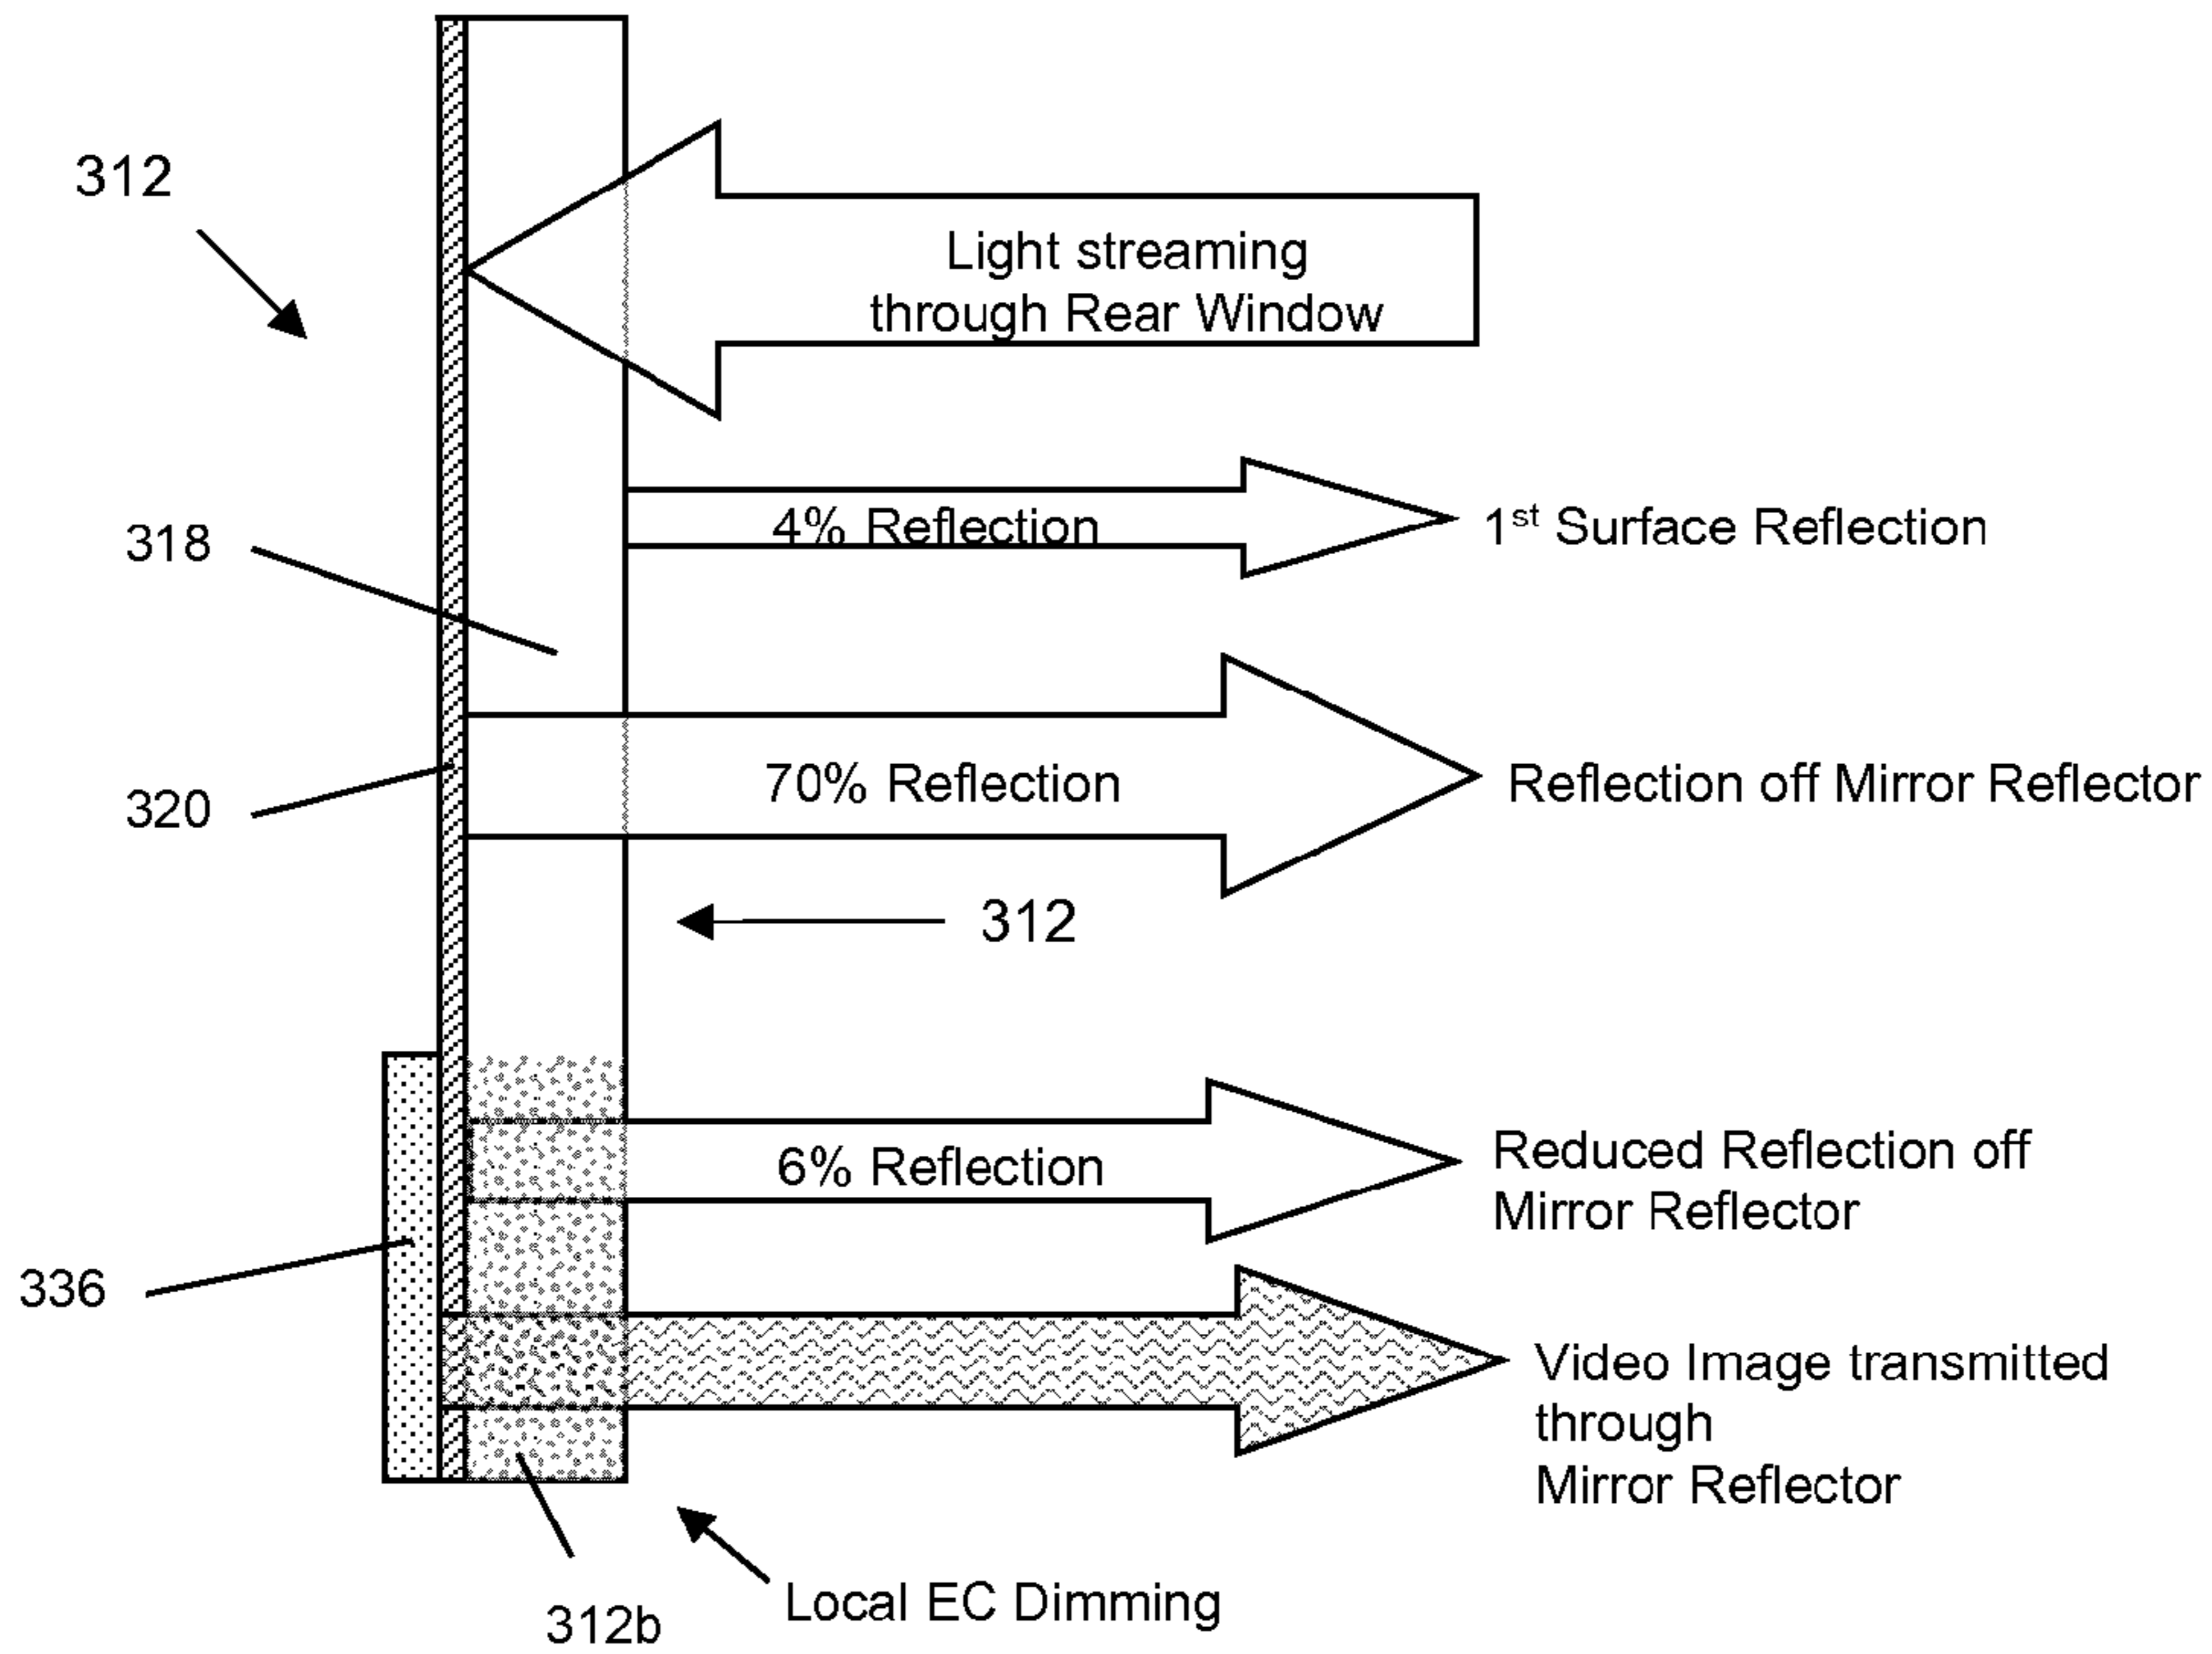 312
Light streaming
through Rear Window
318
4% Reflection
1st Surface Reflection
320
70% Reflection
Reflection off Mirror Reflector
312
6% Reflection
Reduced Reflection off
Mirror Reflector
336
Video Image transmitted
through
Mirror Reflector
312b
Local EC Dimming